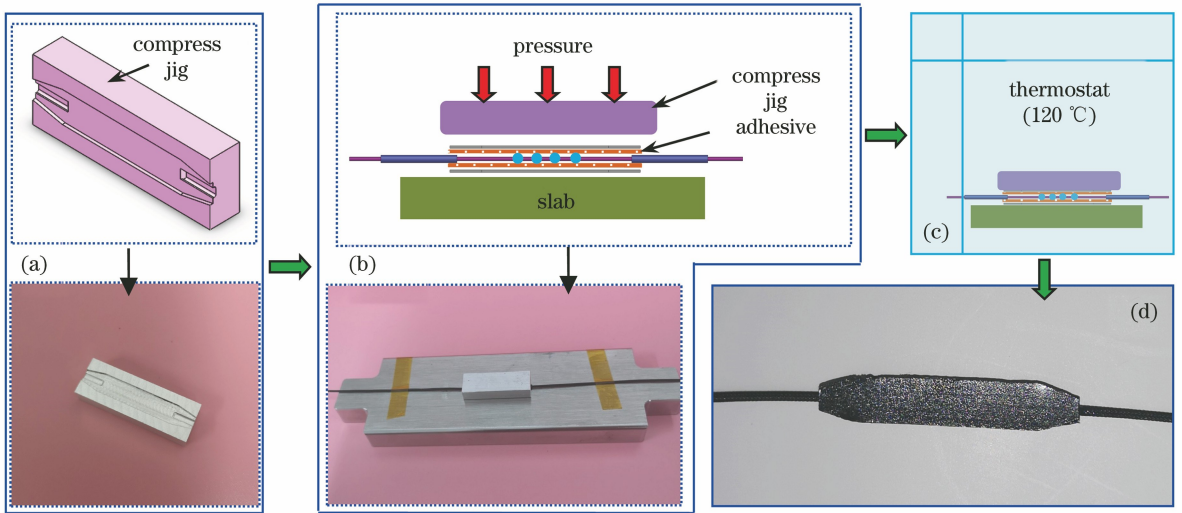 compress
jig
(a)
pressure
compress
jig
adhesive
slab
(b)
thermostat
(120 ℃)
(c)
(d)